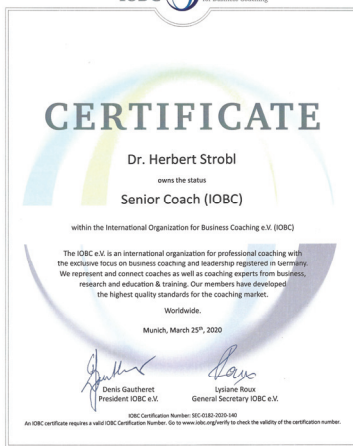 IOBC for Business Coaching
CERTIFICATE
Dr. Herbert Strobl
owns the status
Senior Coach (IOBC)
within the International Organization for Business Coaching e.V. (IOBC)
The IOBC e.V. is an international organization for professional coaching with
the exclusive focus on business coaching and leadership registered in Germany.
We represent and connect coaches as well as coaching experts from business,
research and education & training. Our members have developed
the highest quality standards for the coaching market.
Worldwide.
Munich, March 25th, 2020
Denis Gautheret Lysiane Roux
President IOBC e.V. General Secretary IOBC e.V.
IOBC Certification Number: SEC-0182-2020-140
An IOBC certificate requires a valid IOBC Certification Number. Go to www.iobc.org/verify to check the validity of the certification number.